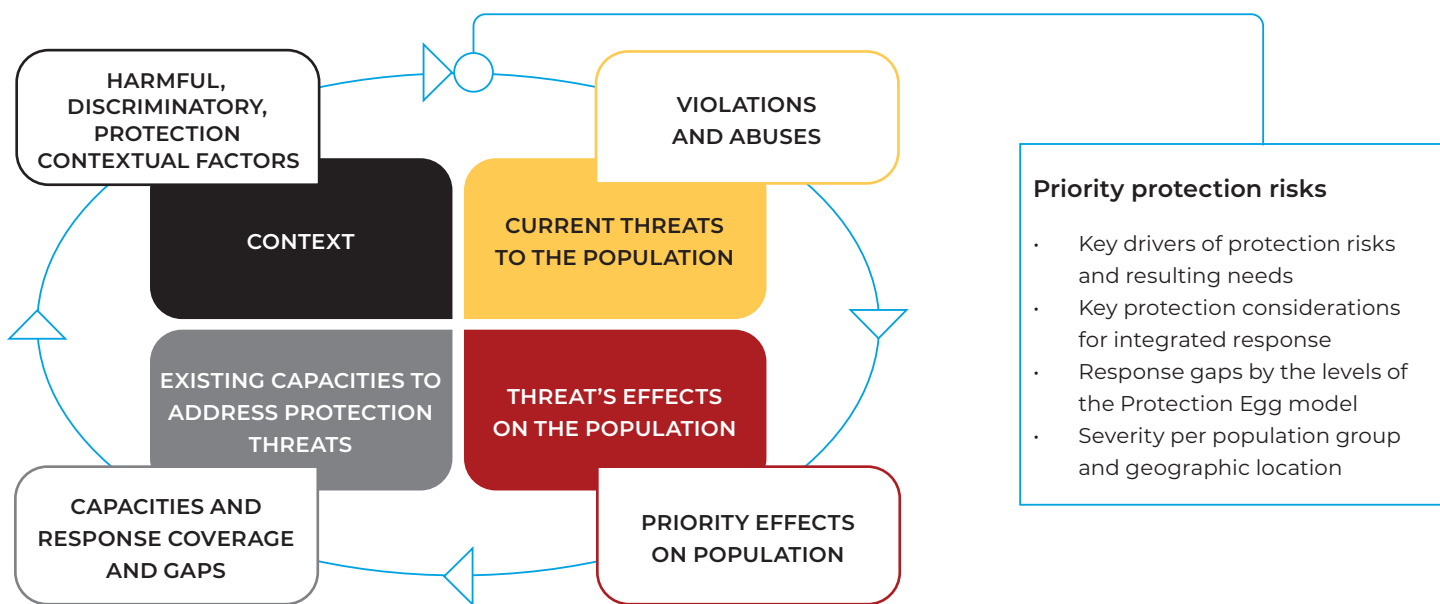 HARMFUL,
DISCRIMINATORY,
PROTECTION
CONTEXTUAL FACTORS
CONTEXT
VIOLATIONS
AND ABUSES
CURRENT THREATS
TO THE POPULATION
EXISTING CAPACITIES TO
ADDRESS PROTECTION
THREATS
THREAT'S EFFECTS
ON THE POPULATION
CAPACITIES AND
RESPONSE COVERAGE
AND GAPS
PRIORITY EFFECTS
ON POPULATION
Priority protection risks
• Key drivers of protection risks
and resulting needs
• Key protection considerations
for integrated response
• Response gaps by the levels of
the Protection Egg model
• Severity per population group
and geographic location